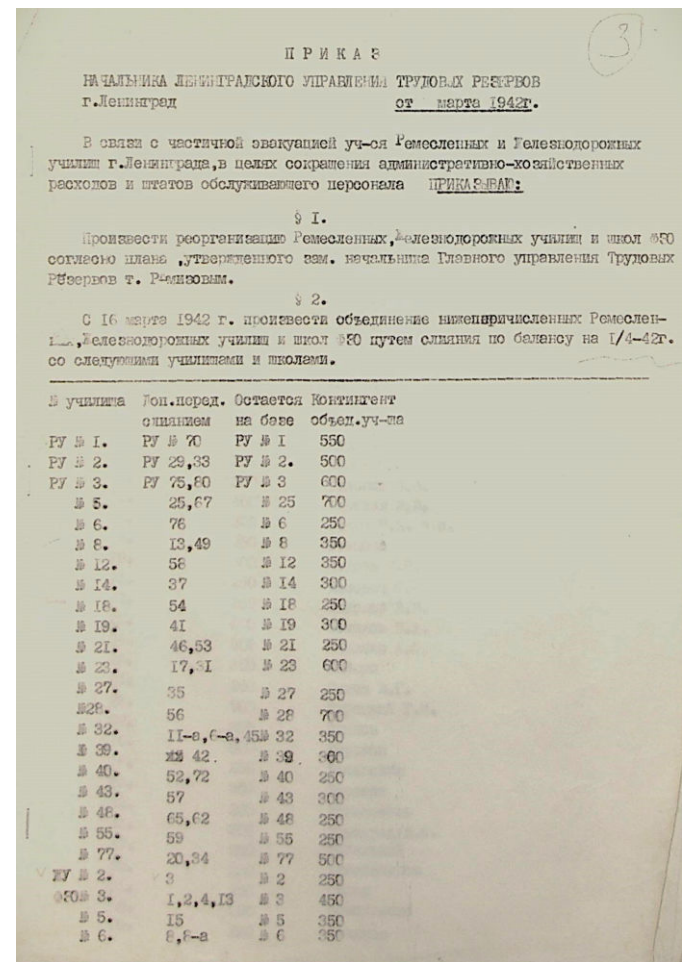 3
ПРИКАЗ
НАЧАЛЬНИКА ЛЕНИНГРАДСКОГО УПРАВЛЕНИЯ ТРУДОВЫХ РЕЗЕРВОВ
г.Ленинград от марта 1942г.
В связи с частичной эвакуацией уч-ся Ремесленных и Железнодорожных
училищ г.Ленинграда,в целях сокращения административно-хозяйственных
расходов и штатов обслуживающего персонала ПРИКАЗЫВАЮ:
§ I.
Произвести реорганизацию Ремесленных,Железнодорожных училищ и школ ФЗО
согласно плана ,утвержденного зам. начальника Главного управления Трудовых
Резервов т. Ремизовым.
§ 2.
С I6 марта I942 г. произвести объединение нижеперичисленных Ремеслен-
,Железнодорожных училищ и школ ФЗО путем слияния по балансу на I/4-42г.
со следующими училищами и школами.
№ училища Доп.перед. Остается Контингент
слиянием на базе объед.уч-ща
РУ № I. РУ № 70 РУ № I 550
РУ № 2. РУ 29,33 РУ № 2. 500
РУ № 3. РУ 75,80 РУ № 3 600
№ 5. 25,67 № 25 700
№ 6. 76 № 6 250
№ 8. I3,49 № 8 350
№ I2. 58 № I2 350
№ I4. 37 № I4 300
№ I8. 54 № I8 250
№ I9. 4I № I9 300
№ 2I. 46,53 № 2I 250
№ 23. I7,3I № 23 600
№ 27. 35 № 27 250
№28. 56 № 28 700
№ 32. II-а,6-а,45 № 32 350
№ 39. 42. № 39. 300
№ 40. 52,72 № 40 250
№ 43. 57 № 43 300
№ 48. 65,62 № 48 250
№ 55. 59 № 55 250
№ 77. 20,34 № 77 500
ЖУ № 2. 3 № 2 250
ФЗО№ 3. I,2,4,I3 № 3 450
№ 5. I5 № 5 350
№ 6. 8,8-а № 6 350